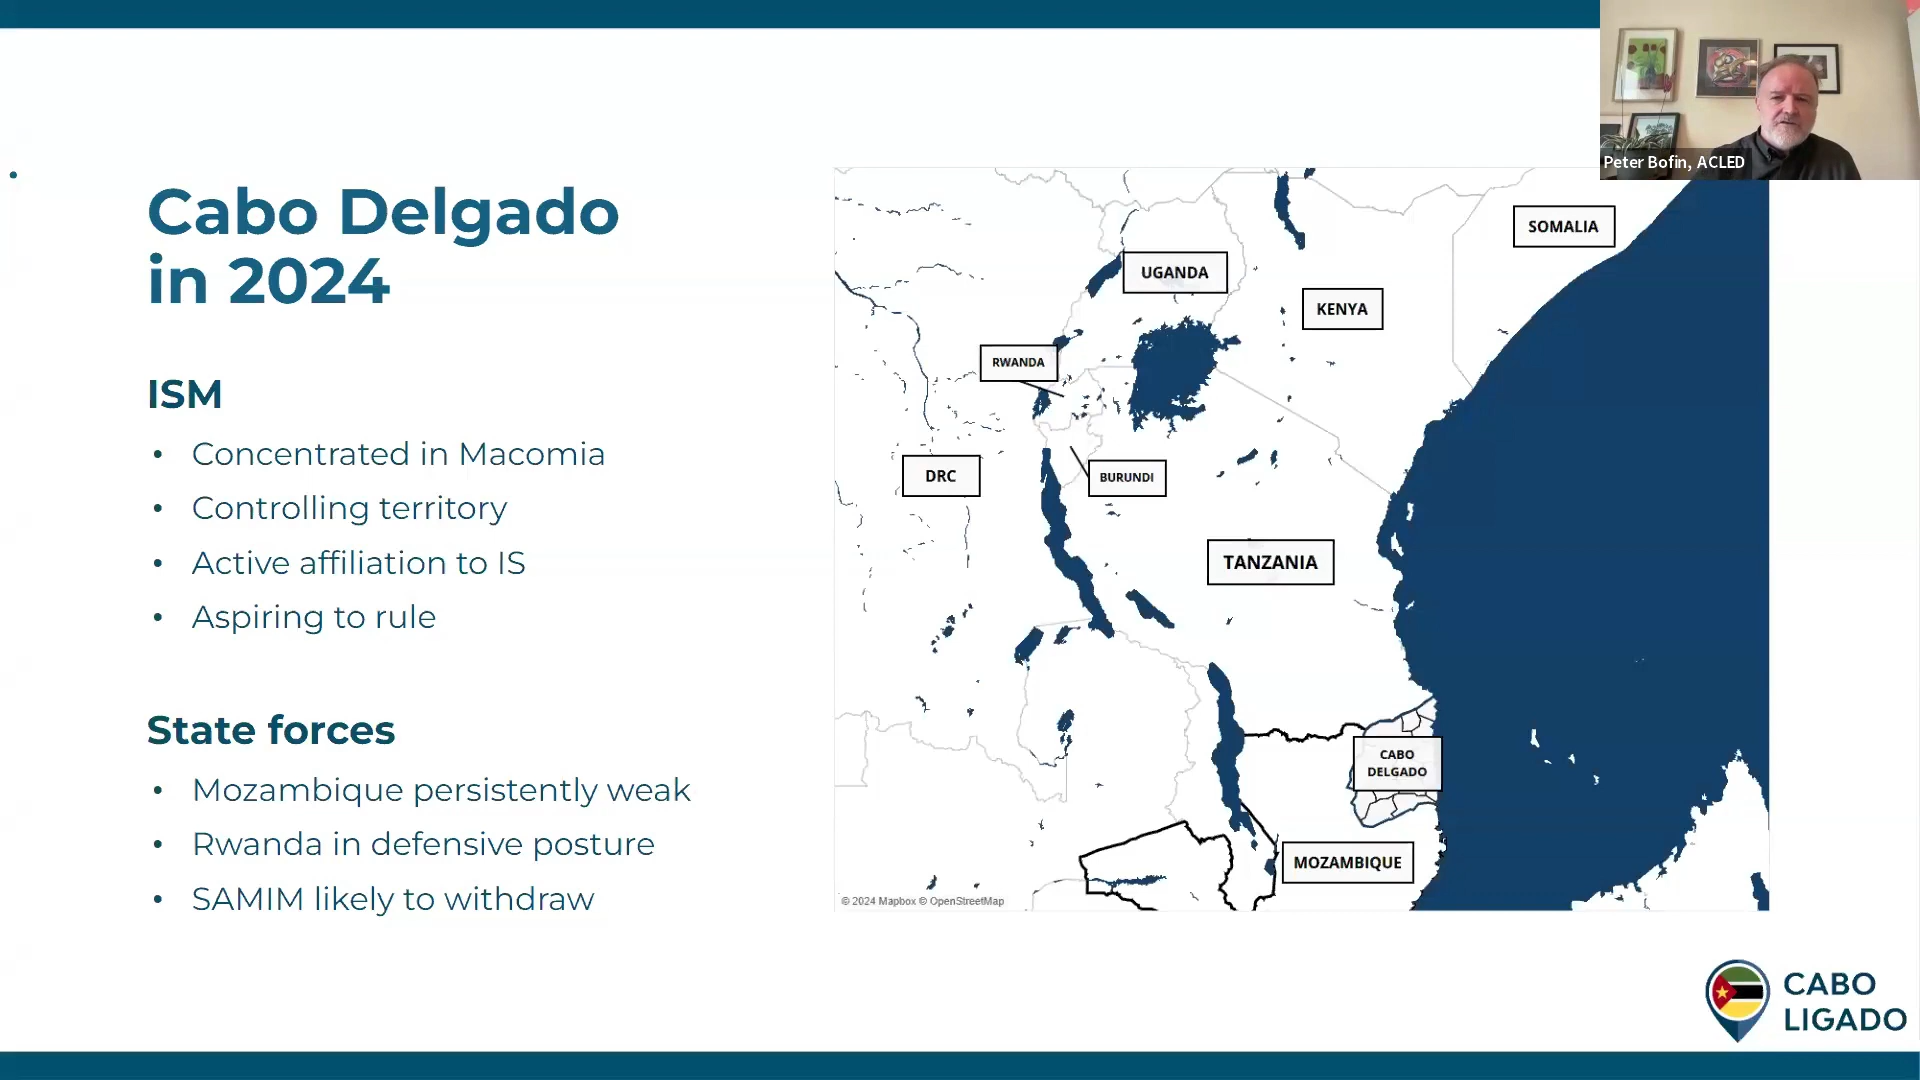 Peter Bofin, ACLED
Cabo Delgado
in 2024
ISM
• Concentrated in Macomia
• Controlling territory
• Active affiliation to IS
• Aspiring to rule
State forces
• Mozambique persistently weak
• Rwanda in defensive posture
• SAMIM likely to withdraw
SOMALIA
UGANDA
KENYA
RWANDA
DRC
BURUNDI
TANZANIA
CABO
DELGADO
MOZAMBIQUE
© 2024 Mapbox © OpenStreetMap
CABO
LIGADO